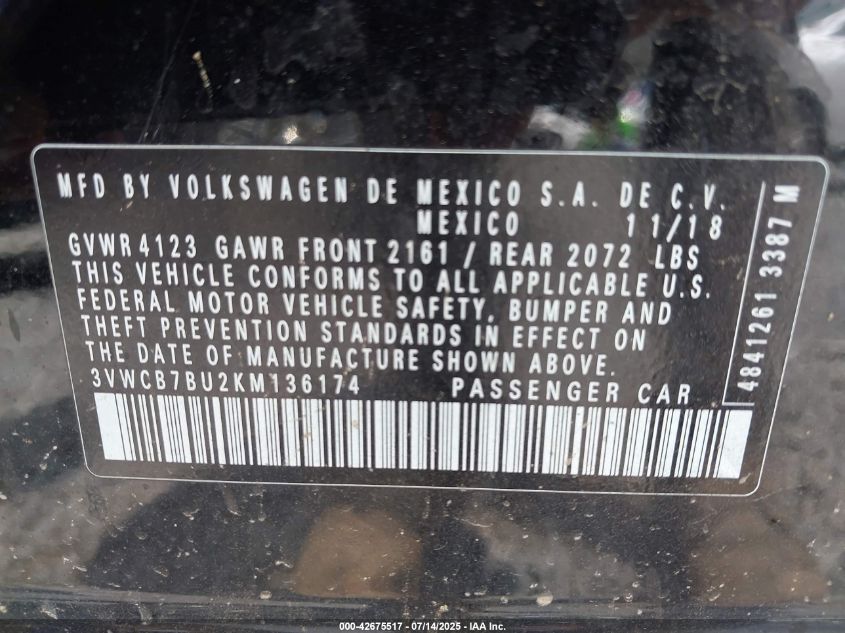 MFD BY VOLKSWAGEN DE MEXICO S.A. DE C.V.
MEXICO 11/18
GVWR 4123 GAWR FRONT 2161 / REAR 2072 LBS
THIS VEHICLE CONFORMS TO ALL APPLICABLE U.S.
FEDERAL MOTOR VEHICLE SAFETY, BUMPER AND
THEFT PREVENTION STANDARDS IN EFFECT ON
THE DATE OF MANUFACTURE SHOWN ABOVE.
3VWCB7BU2KM136174 PASSENGER CAR
4841261 3387 M
000-42675517 - 07/14/2025 - IAA Inc.